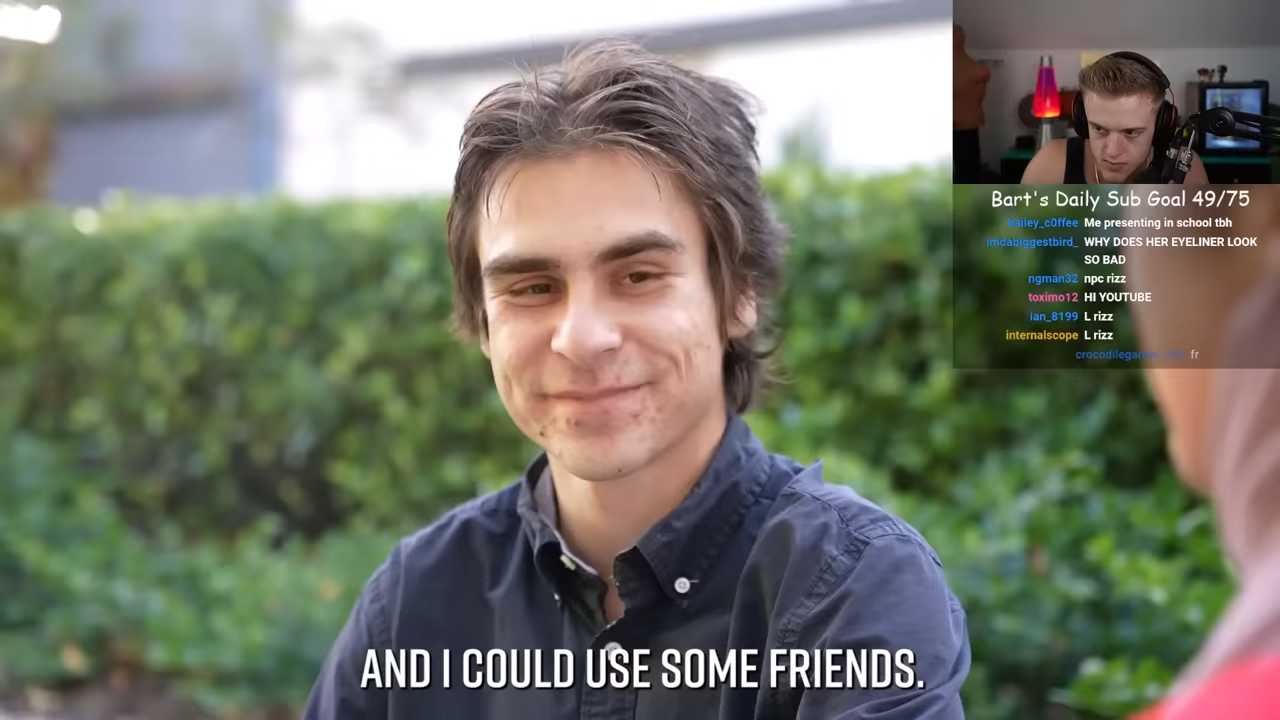 Bart's Daily Sub Goal 49/75
bailey_c0ffee Me presenting in school tbh
imdabiggestbird_ WHY DOES HER EYELINER LOOK
SO BAD
ngman32 npc rizz
toximo12 HI YOUTUBE
ian_8199 L rizz
internalscope L rizz
fr
AND I COULD USE SOME FRIENDS.